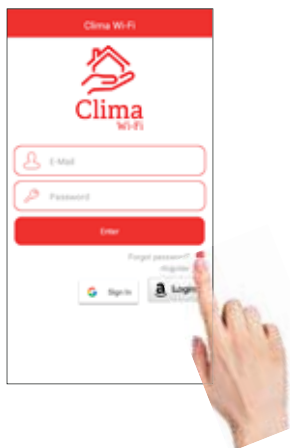 Clima Wi-Fi
Clima
Wi-Fi
E-Mail
Password
Enter
Forgot password?
Register
Sign In
Login